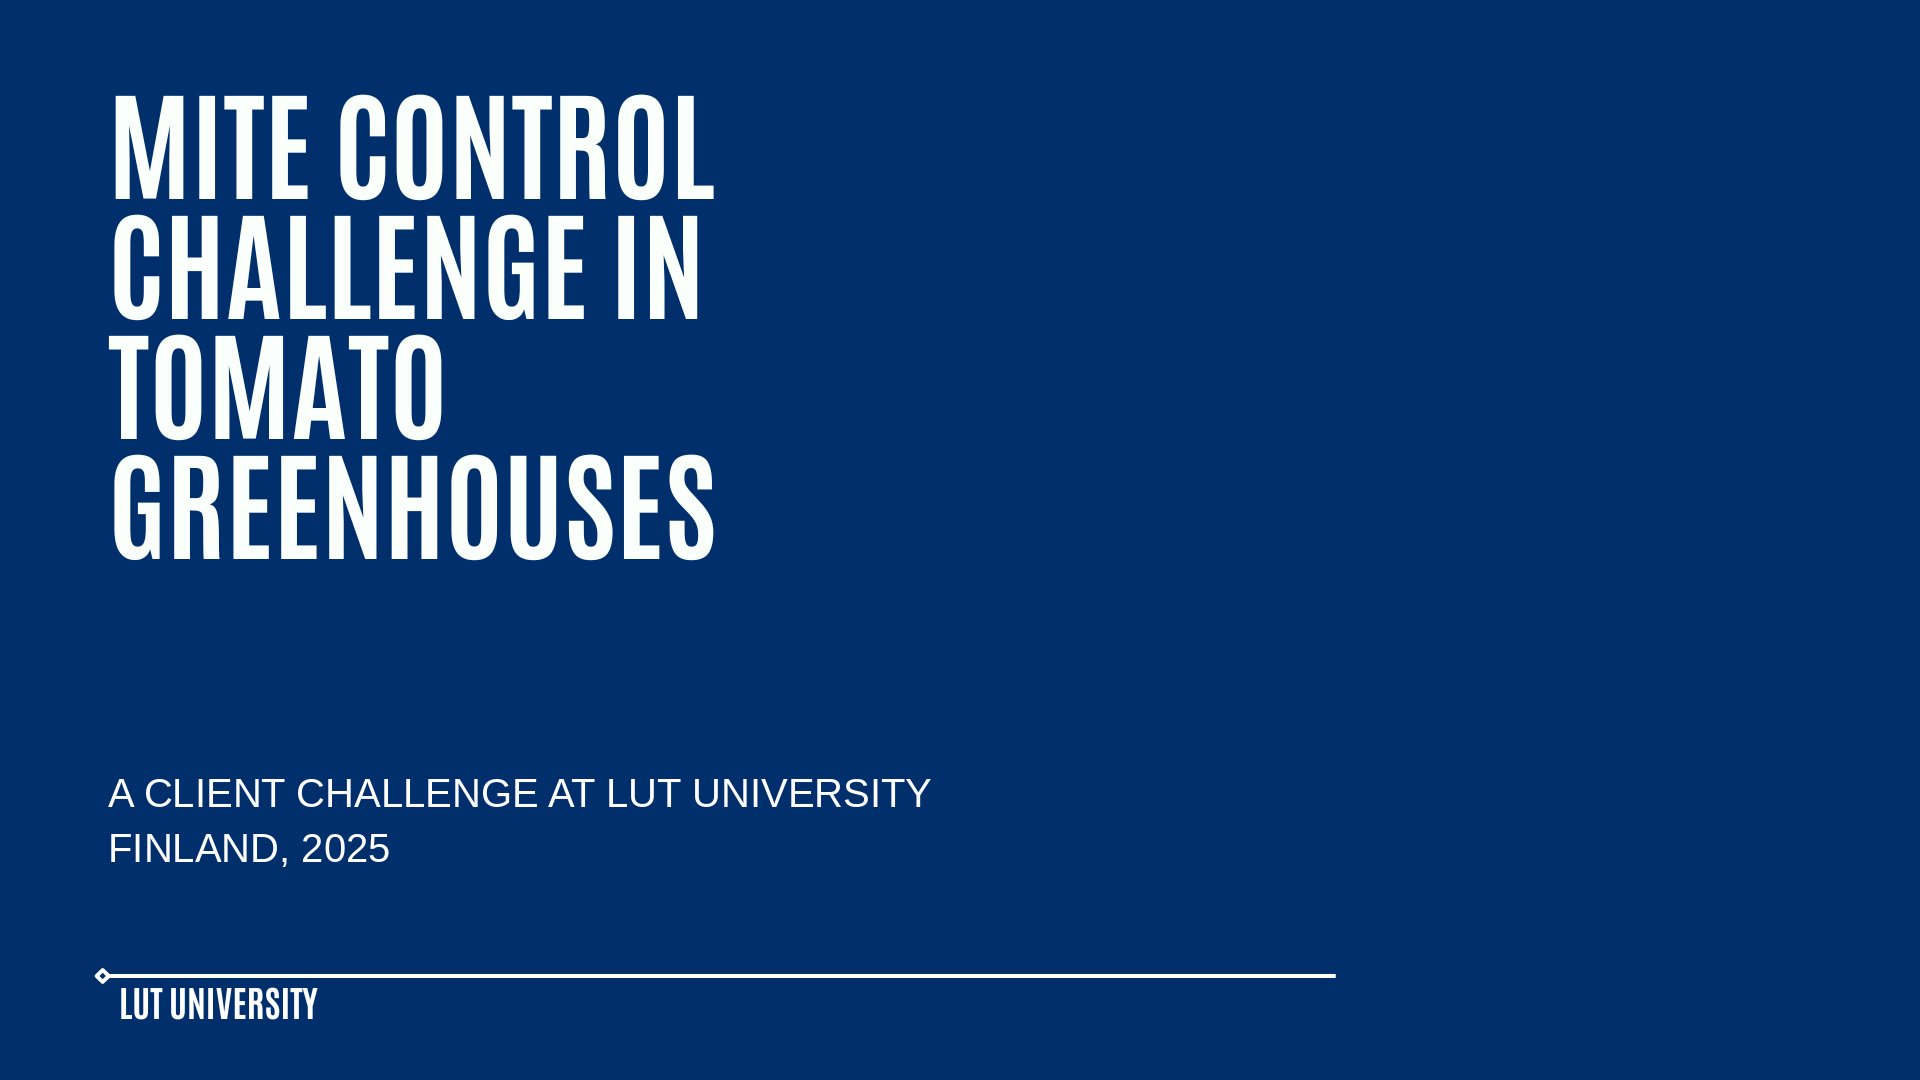 MITE CONTROL
CHALLENGE IN
TOMATO
GREENHOUSES
A CLIENT CHALLENGE AT LUT UNIVERSITY
FINLAND, 2025
LUT UNIVERSITY